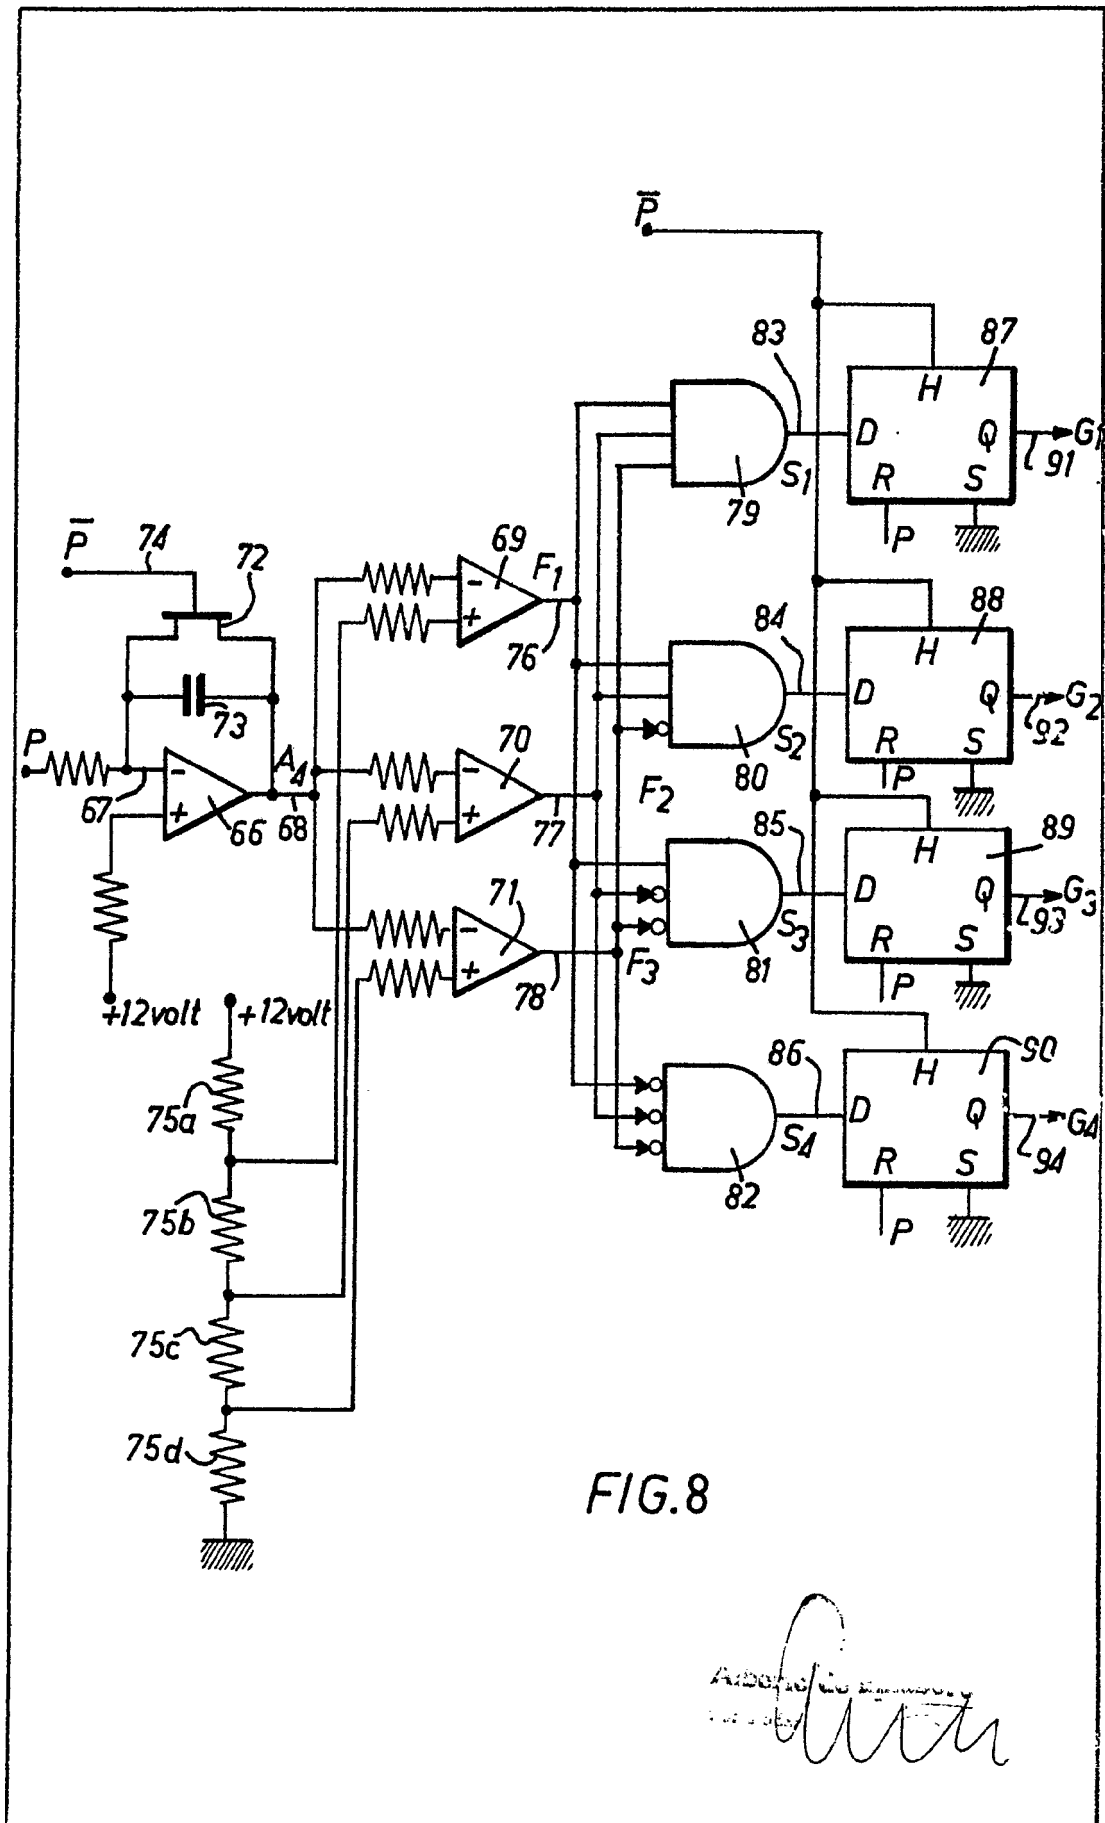 P̅
83
87
H
D
Q
G1
91
S1
R
S
79
P
P̅
74
72
69
F1
76
84
88
H
D
Q
G2
92
S2
R
S
80
P
73
P
67
66
A4
68
70
77
F2
85
89
H
D
Q
G3
93
S3
R
S
81
P
71
F3
78
+12volt
+12volt
86
90
H
D
Q
G4
94
S4
R
S
82
P
75a
75b
75c
75d
- + - + - + - +
FIG.8